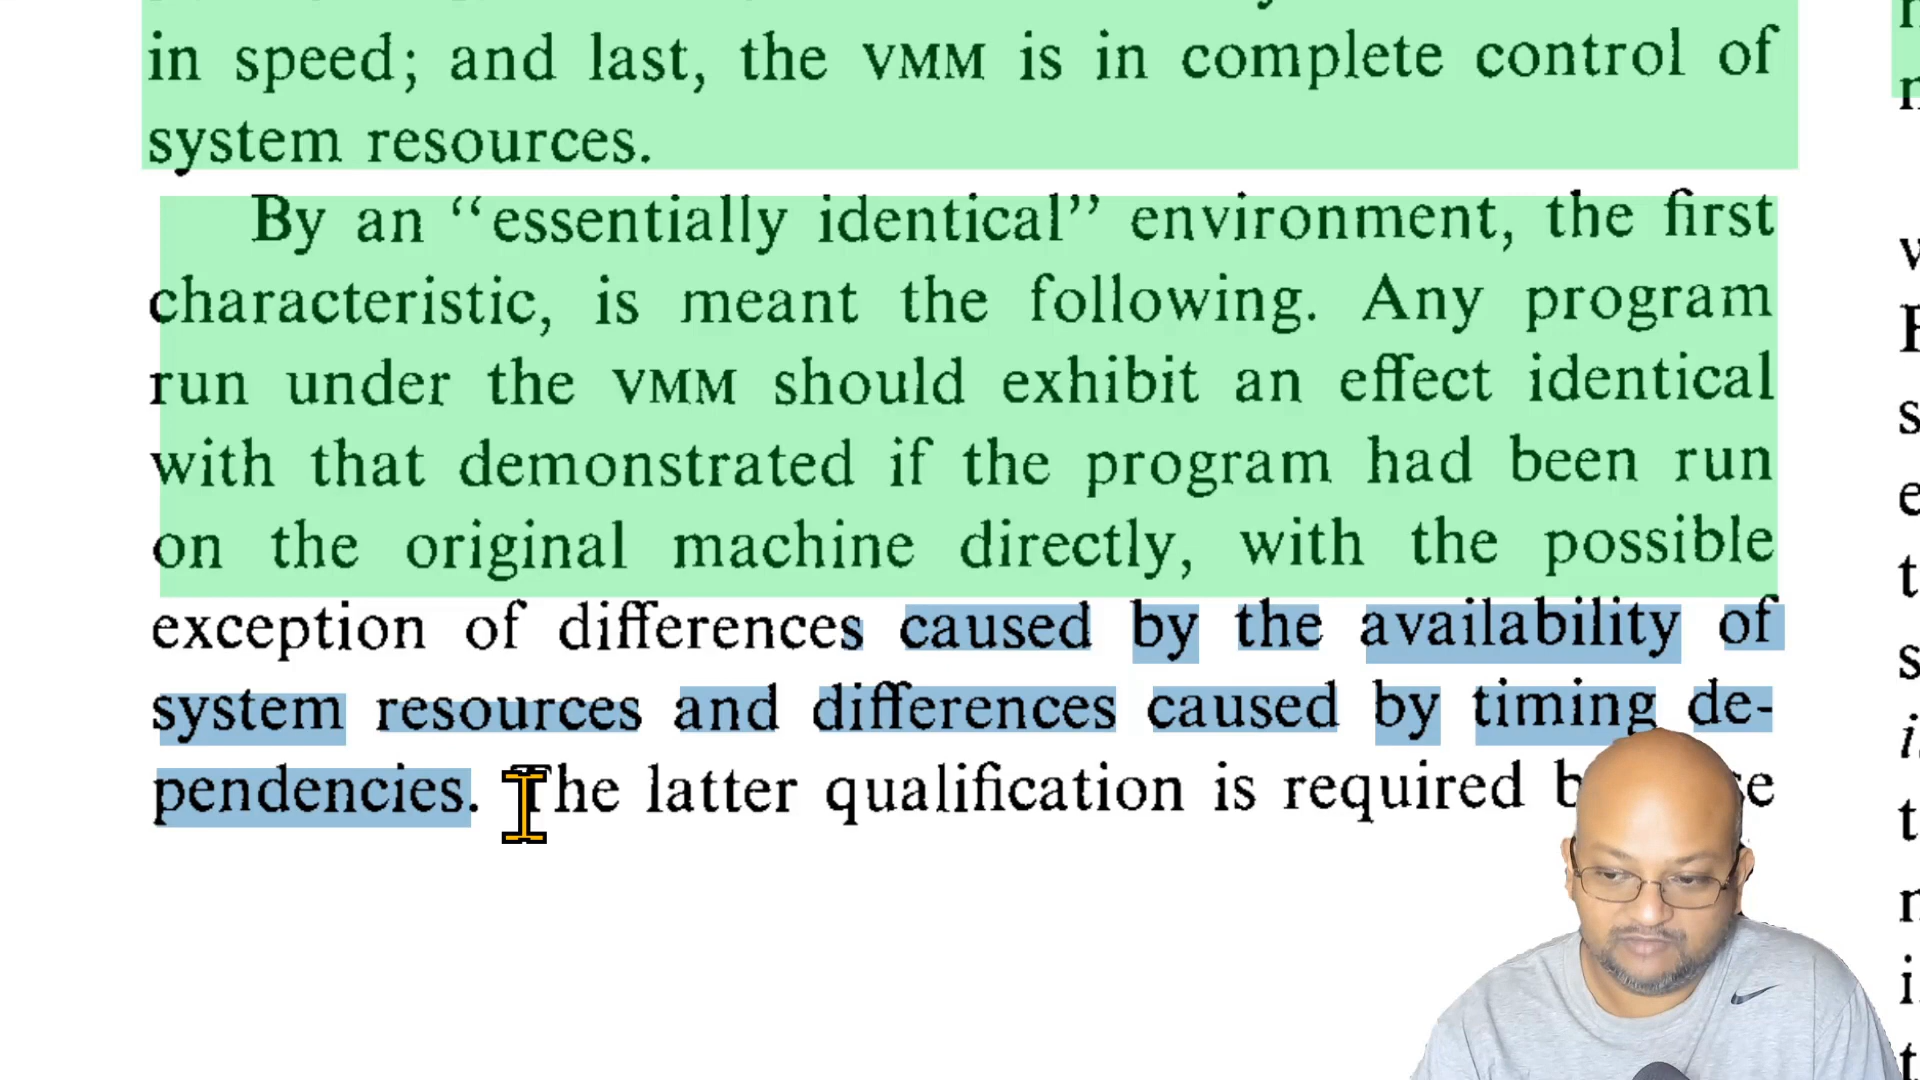 in speed; and last, the VMM is in complete control of
system resources.
By an “essentially identical” environment, the first
characteristic, is meant the following. Any program
run under the VMM should exhibit an effect identical
with that demonstrated if the program had been run
on the original machine directly, with the possible
exception of differences caused by the availability of
system resources and differences caused by timing de-
pendencies. The latter qualification is required